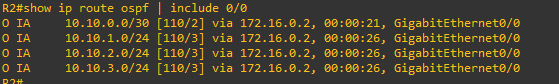 R2#show ip route ospf | include 0/0
O IA     10.10.0.0/30 [110/2] via 172.16.0.2, 00:00:21, GigabitEthernet0/0
O IA     10.10.1.0/24 [110/3] via 172.16.0.2, 00:00:26, GigabitEthernet0/0
O IA     10.10.2.0/24 [110/3] via 172.16.0.2, 00:00:26, GigabitEthernet0/0
O IA     10.10.3.0/24 [110/3] via 172.16.0.2, 00:00:26, GigabitEthernet0/0
R2#